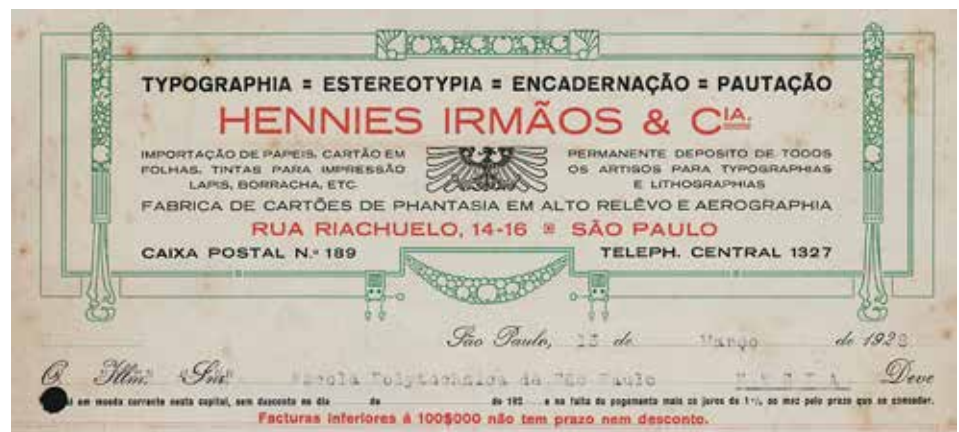 TYPOGRAPHIA = ESTEREOTYPIA = ENCADERNAÇÃO = PAUTAÇÃO
HENNIES IRMÃOS & CIA.
IMPORTAÇÃO DE PAPEIS, CARTÃO EM
FOLHAS, TINTAS PARA IMPRESSÃO
LAPIS, BORRACHA, ETC
PERMANENTE DEPOSITO DE TODOS
OS ARTIGOS PARA TYPOGRAPHIAS
E LITHOGRAPHIAS
FABRICA DE CARTÕES DE PHANTASIA EM ALTO RELÊVO E AEROGRAPHIA
RUA RIACHUELO, 14-16 SÃO PAULO
CAIXA POSTAL N.º 189 TELEPH. CENTRAL 1327
São Paulo, 13 de Março de 1928
O Illm.º Snr. Escola Polytechnica de São Paulo Deve
em moeda corrente nesta capital, sem desconto no dia de de 192 e na falta de pagamento mais os juros de 1% ao mez pelo prazo que se conceder.
Facturas inferiores á 100$000 não tem prazo nem desconto.